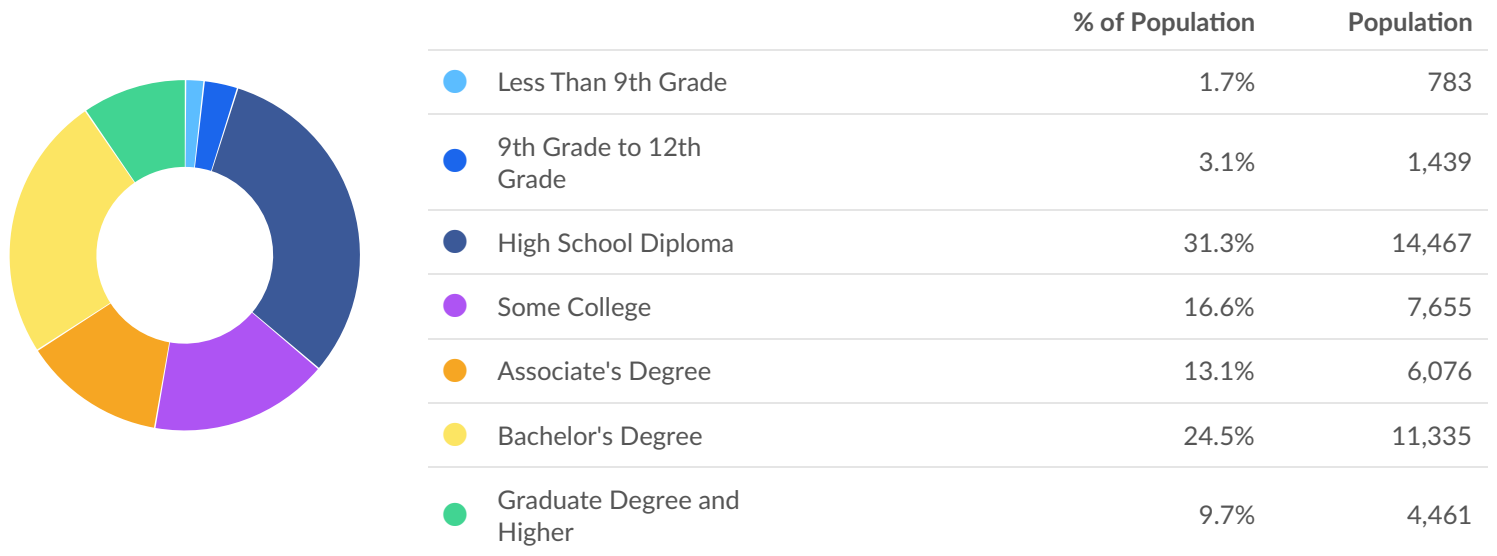 % of Population Population
Less Than 9th Grade 1.7% 783
9th Grade to 12th
Grade 3.1% 1,439
High School Diploma 31.3% 14,467
Some College 16.6% 7,655
Associate's Degree 13.1% 6,076
Bachelor's Degree 24.5% 11,335
Graduate Degree and
Higher 9.7% 4,461